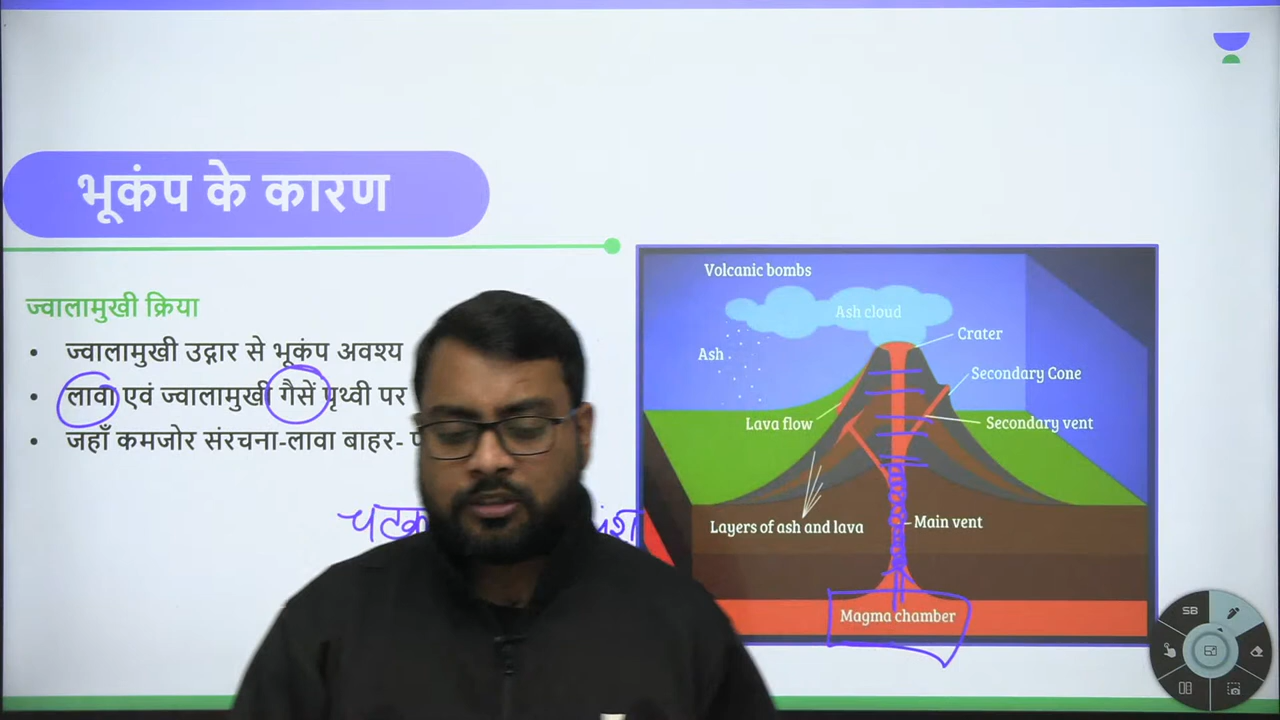 भूकंप के कारण
ज्वालामुखी क्रिया
• ज्वालामुखी उद्गार से भूकंप अवश्य
• लावा एवं ज्वालामुखी गैसें पृथ्वी पर
• जहाँ कमजोर संरचना-लावा बाहर-
Volcanic bombs
Ash cloud
Crater
Ash
Secondary Cone
Lava flow
Secondary vent
Layers of ash and lava
Main vent
Magma chamber
SB